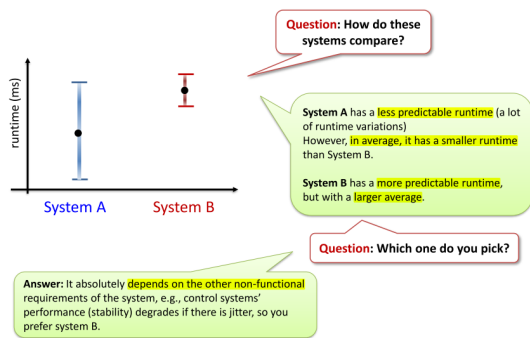 Question: How do these
systems compare?
runtime (ms)
System A has a less predictable runtime (a lot
of runtime variations)
However, in average, it has a smaller runtime
than System B.
System B has a more predictable runtime,
but with a larger average.
System A
System B
Question: Which one do you pick?
Answer: It absolutely depends on the other non-functional
requirements of the system, e.g., control systems'
performance (stability) degrades if there is jitter, so you
prefer system B.